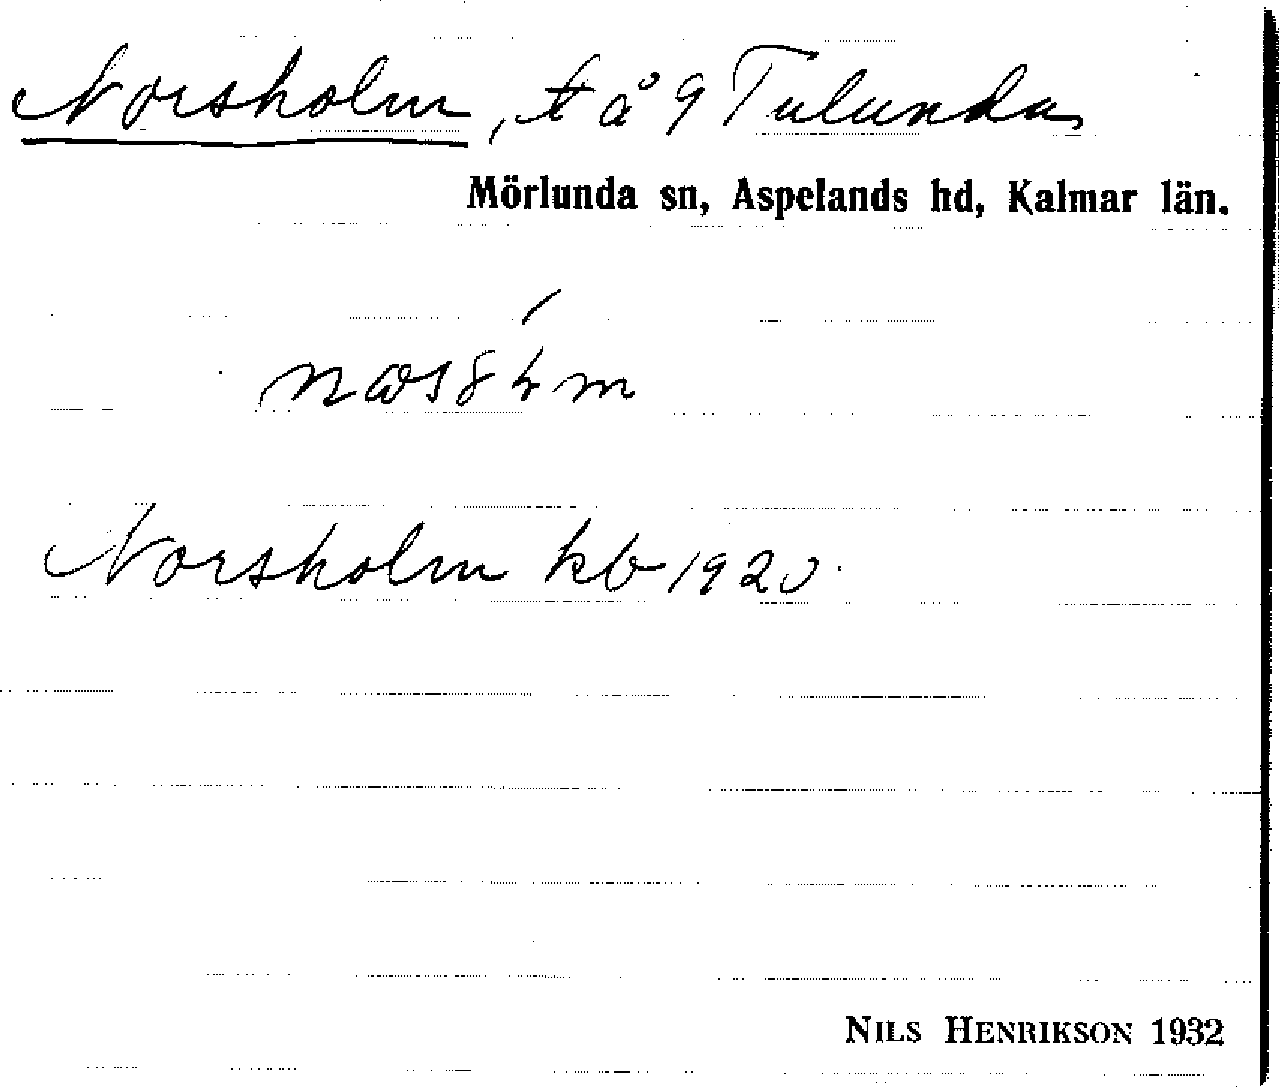 Norsholm, t å 9 Tulunda
Mörlunda sn, Aspelands hd, Kalmar län.
Norsholm kb 1920.
NILS HENRIKSON 1932